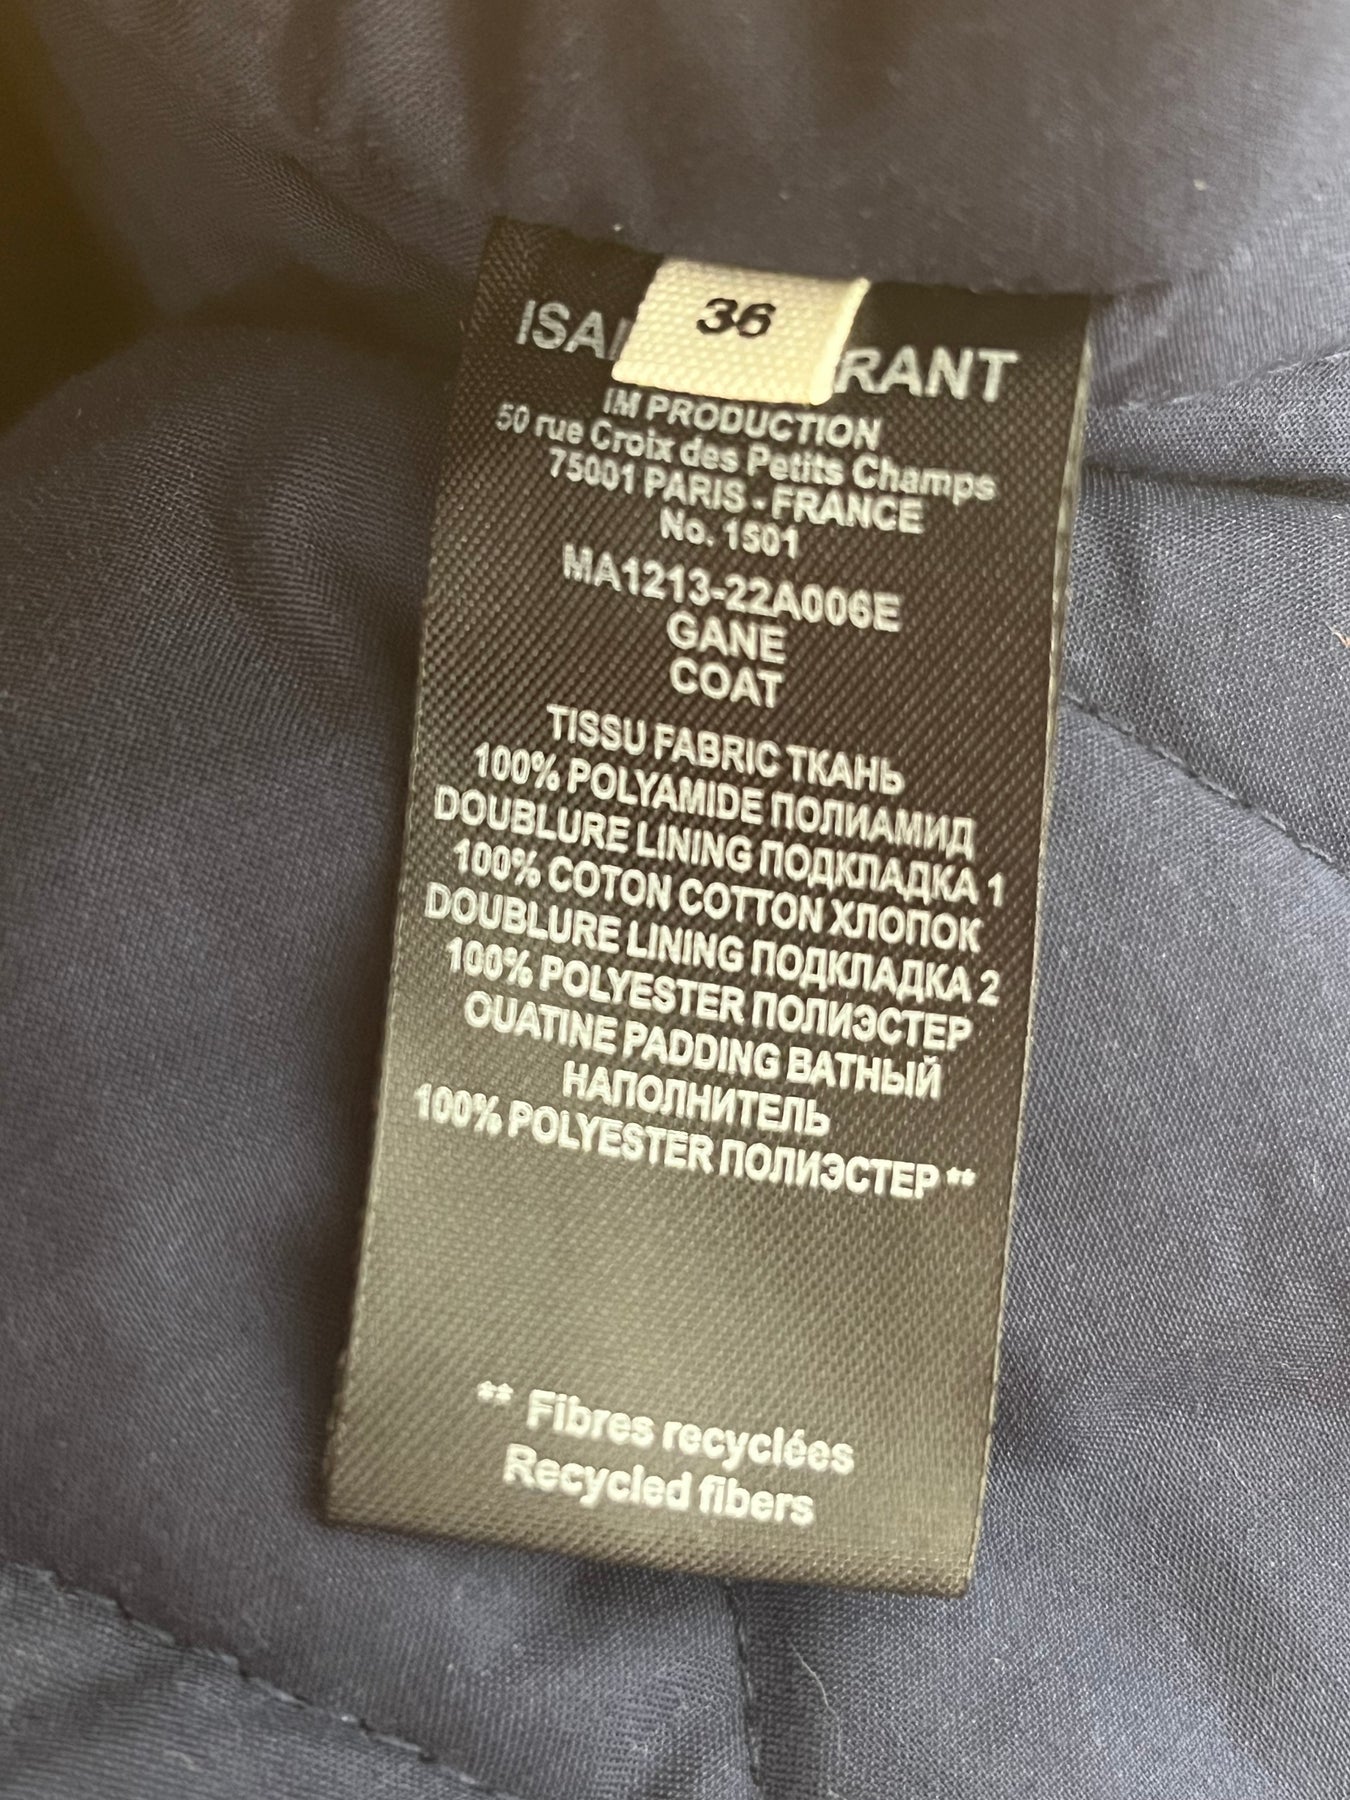 36
IM PRODUCTION
50 rue Croix des Petits Champs
75001 PARIS - FRANCE
No. 1501
MA1213-22A006E
GANE
COAT
TISSU FABRIC ТКАНЬ
100% POLYAMIDE ПОЛИАМИД
DOUBLURE LINING ПОДКЛАДКА 1
100% COTON COTTON ХЛОПОК
DOUBLURE LINING ПОДКЛАДКА 2
100% POLYESTER ПОЛИЭСТЕР
OUATINE PADDING ВАТНЫЙ
НАПОЛНИТЕЛЬ
100% POLYESTER ПОЛИЭСТЕР **
** Fibres recyclées
Recycled fibers